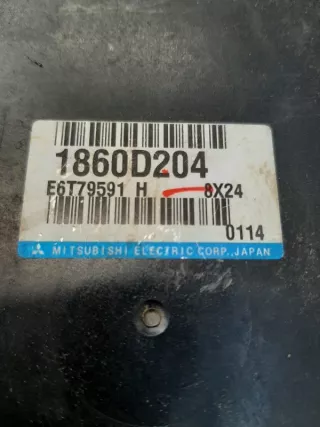 1860D204
E6T79591 H 8X24
0114
MITSUBISHI ELECTRIC CORP., JAPAN